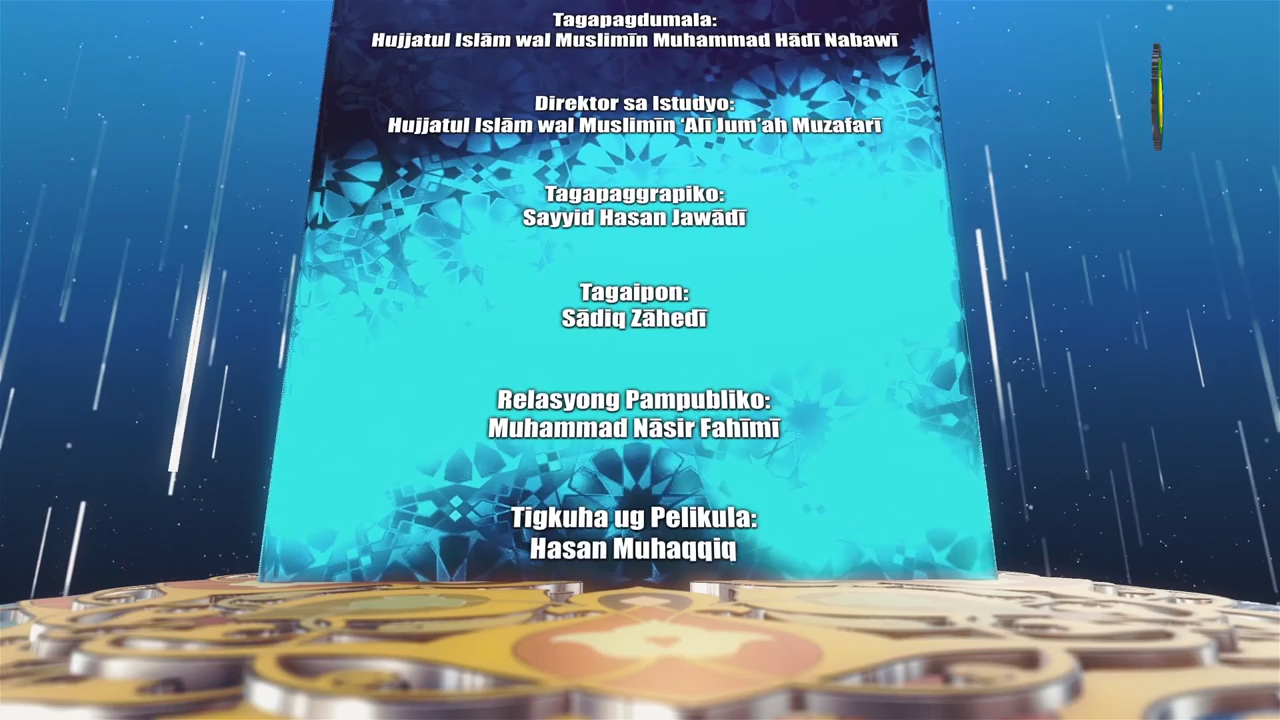 Tagapagdumala:
Hujjatul Islām wal Muslimīn Muhammad Hādī Nabawī
Direktor sa Istudyo:
Hujjatul Islām wal Muslimīn ‘Alī Jum’ah Muzafarī
Tagapaggrapiko:
Sayyid Hasan Jawādī
Tagaipon:
Sādiq Zāhedī
Relasyong Pampubliko:
Muhammad Nāsir Fahīmī
Tigkuha ug Pelikula:
Hasan Muhaqqiq